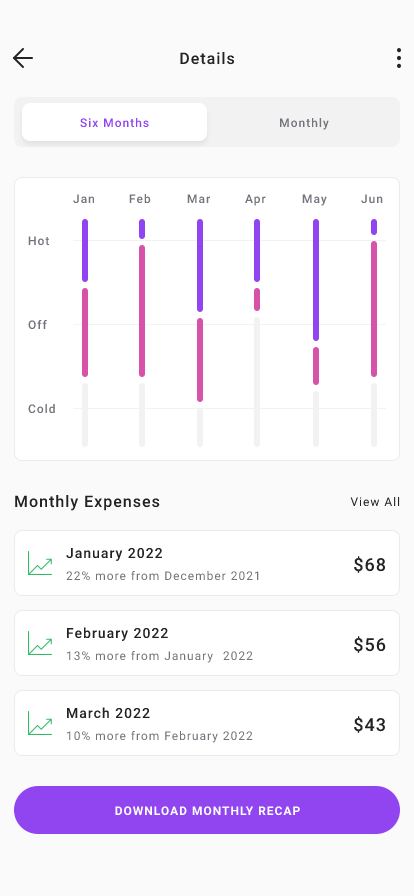 Details
Six Months Monthly
Jan Feb Mar Apr May Jun
Hot
Off
Cold
Monthly Expenses View All
January 2022
22% more from December 2021
$68
February 2022
13% more from January  2022
$56
March 2022
10% more from February 2022
$43
DOWNLOAD MONTHLY RECAP